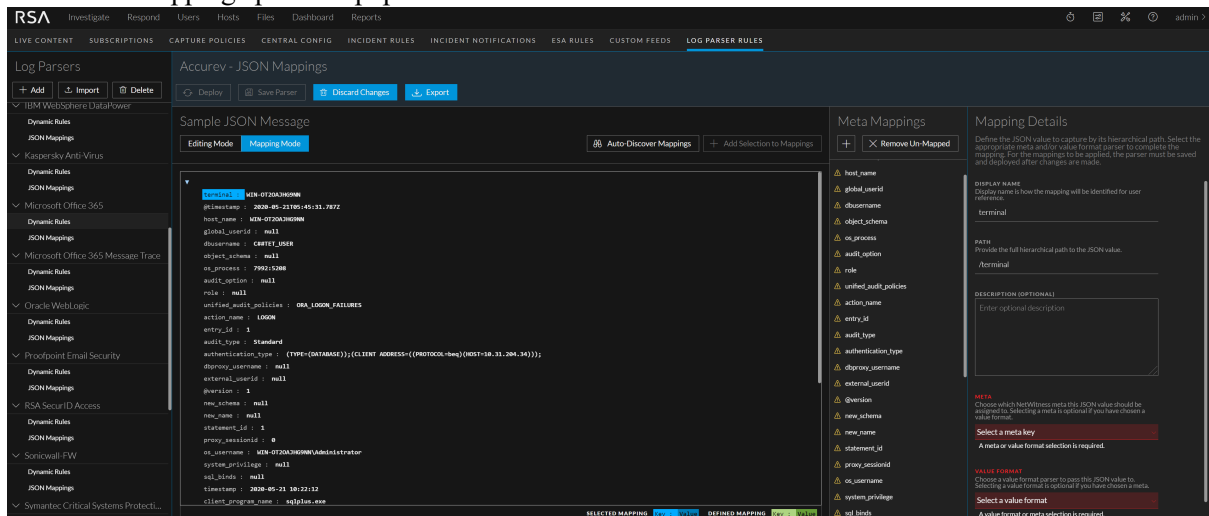 RSA Investigate Respond Users Hosts Files Dashboard Reports admin >
LIVE CONTENT SUBSCRIPTIONS CAPTURE POLICIES CENTRAL CONFIG INCIDENT RULES INCIDENT NOTIFICATIONS ESA RULES CUSTOM FEEDS LOG PARSER RULES
Log Parsers
+ Add Import Delete
IBM WebSphere DataPower
Dynamic Rules
JSON Mappings
Kaspersky Anti-Virus
Dynamic Rules
JSON Mappings
Microsoft Office 365
Dynamic Rules
JSON Mappings
Microsoft Office 365 Message Trace
Dynamic Rules
JSON Mappings
Oracle WebLogic
Dynamic Rules
JSON Mappings
Proofpoint Email Security
Dynamic Rules
JSON Mappings
RSA SecurID Access
Dynamic Rules
JSON Mappings
Sonicwall-FW
Dynamic Rules
JSON Mappings
Symantec Critical Systems Protecti...
Accurev - JSON Mappings
Deploy Save Parser Discard Changes Export
Sample JSON Message
Editing Mode Mapping Mode Auto-Discover Mappings + Add Selection to Mappings
terminal : WIN-OT2OAJHG9NN
@timestamp : 2020-05-21T05:45:31.787Z
host_name : WIN-OT2OAJHG9NN
global_userid : null
dbusername : C##TET_USER
object_schema : null
os_process : 7992:5208
audit_option : null
role : null
unified_audit_policies : ORA_LOGON_FAILURES
action_name : LOGON
entry_id : 1
audit_type : Standard
authentication_type : (TYPE=(DATABASE));(CLIENT ADDRESS=((PROTOCOL=beq)(HOST=10.31.204.34)));
dbproxy_username : null
external_userid : null
@version : 1
new_schema : null
new_name : null
statement_id : 1
proxy_sessionid : 0
os_username : WIN-OT2OAJHG9NN\Administrator
system_privilege : null
sql_binds : null
timestamp : 2020-05-21 10:22:12
client_program_name : sqlplus.exe
SELECTED MAPPING Key : Value DEFINED MAPPING Key : Value
Meta Mappings
+ Remove Un-Mapped
host_name
global_userid
dbusername
object_schema
os_process
audit_option
role
unified_audit_policies
action_name
entry_id
audit_type
authentication_type
dbproxy_username
external_userid
@version
new_schema
new_name
statement_id
proxy_sessionid
os_username
system_privilege
sql_binds
Mapping Details
Define the JSON value to capture by its hierarchical path. Select the
appropriate meta and/or value format parser to complete the
mapping. For the mappings to be applied, the parser must be saved
and deployed after changes are made.
DISPLAY NAME
Display name is how the mapping will be identified for user
reference.
terminal
PATH
Provide the full hierarchical path to the JSON value.
/terminal
DESCRIPTION (OPTIONAL)
Enter optional description
META
Choose which NetWitness meta this JSON value should be
assigned to. Selecting a meta is optional if you have chosen a
value format.
Select a meta key
A meta or value format selection is required.
VALUE FORMAT
Choose a value format parser to pass this JSON value to.
Selecting a value format is optional if you have chosen a meta.
Select a value format
A value format or meta selection is required.